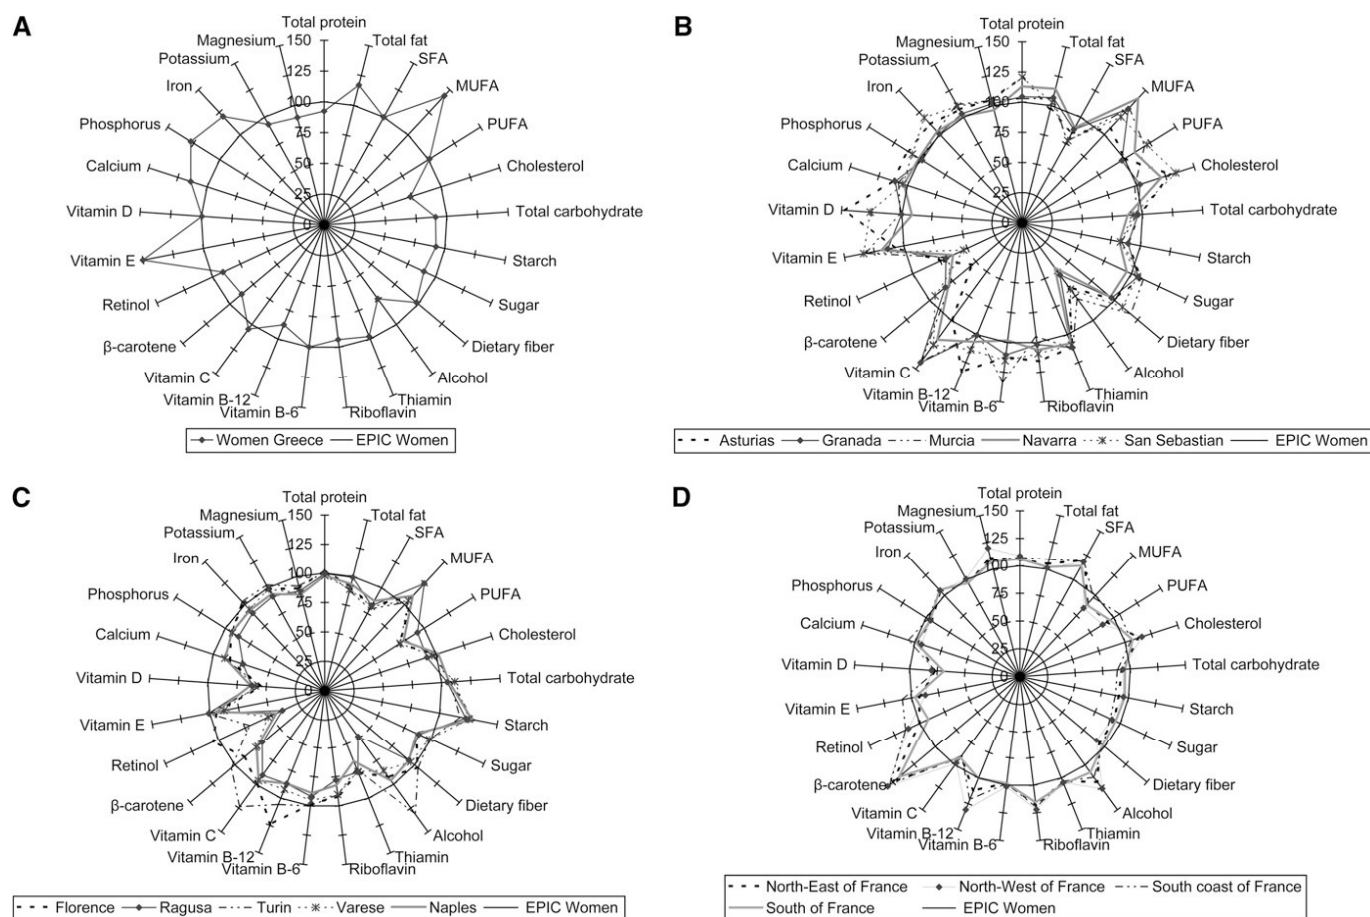 A
Total protein
Total fat
SFA
MUFA
PUFA
Cholesterol
Total carbohydrate
Starch
Sugar
Dietary fiber
Alcohol
Thiamin
Riboflavin
Vitamin B-6
Vitamin B-12
Vitamin C
β-carotene
Retinol
Vitamin E
Vitamin D
Calcium
Phosphorus
Iron
Potassium
Magnesium
150
125
100
75
50
25
0
Women Greece EPIC Women
B
Total protein
Total fat
SFA
MUFA
PUFA
Cholesterol
Total carbohydrate
Starch
Sugar
Dietary fiber
Alcohol
Thiamin
Riboflavin
Vitamin B-6
Vitamin B-12
Vitamin C
β-carotene
Retinol
Vitamin E
Vitamin D
Calcium
Phosphorus
Iron
Potassium
Magnesium
150
125
100
75
50
25
0
Asturias Granada Murcia Navarra San Sebastian EPIC Women
C
Total protein
Total fat
SFA
MUFA
PUFA
Cholesterol
Total carbohydrate
Starch
Sugar
Dietary fiber
Alcohol
Thiamin
Riboflavin
Vitamin B-6
Vitamin B-12
Vitamin C
β-carotene
Retinol
Vitamin E
Vitamin D
Calcium
Phosphorus
Iron
Potassium
Magnesium
150
125
100
75
50
25
0
Florence Ragusa Turin Varese Naples EPIC Women
D
Total protein
Total fat
SFA
MUFA
PUFA
Cholesterol
Total carbohydrate
Starch
Sugar
Dietary fiber
Alcohol
Thiamin
Riboflavin
Vitamin B-6
Vitamin B-12
Vitamin C
β-carotene
Retinol
Vitamin E
Vitamin D
Calcium
Phosphorus
Iron
Potassium
Magnesium
150
125
100
75
50
25
0
North-East of France North-West of France South coast of France
South of France EPIC Women